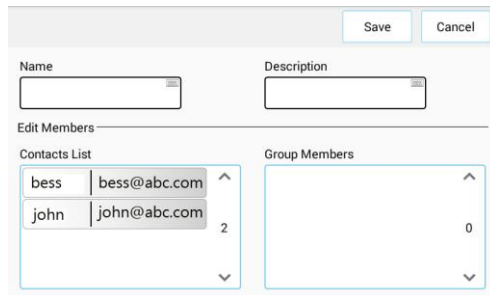 Save Cancel
Name Description
Edit Members
Contacts List Group Members
bess bess@abc.com
john john@abc.com
2 0